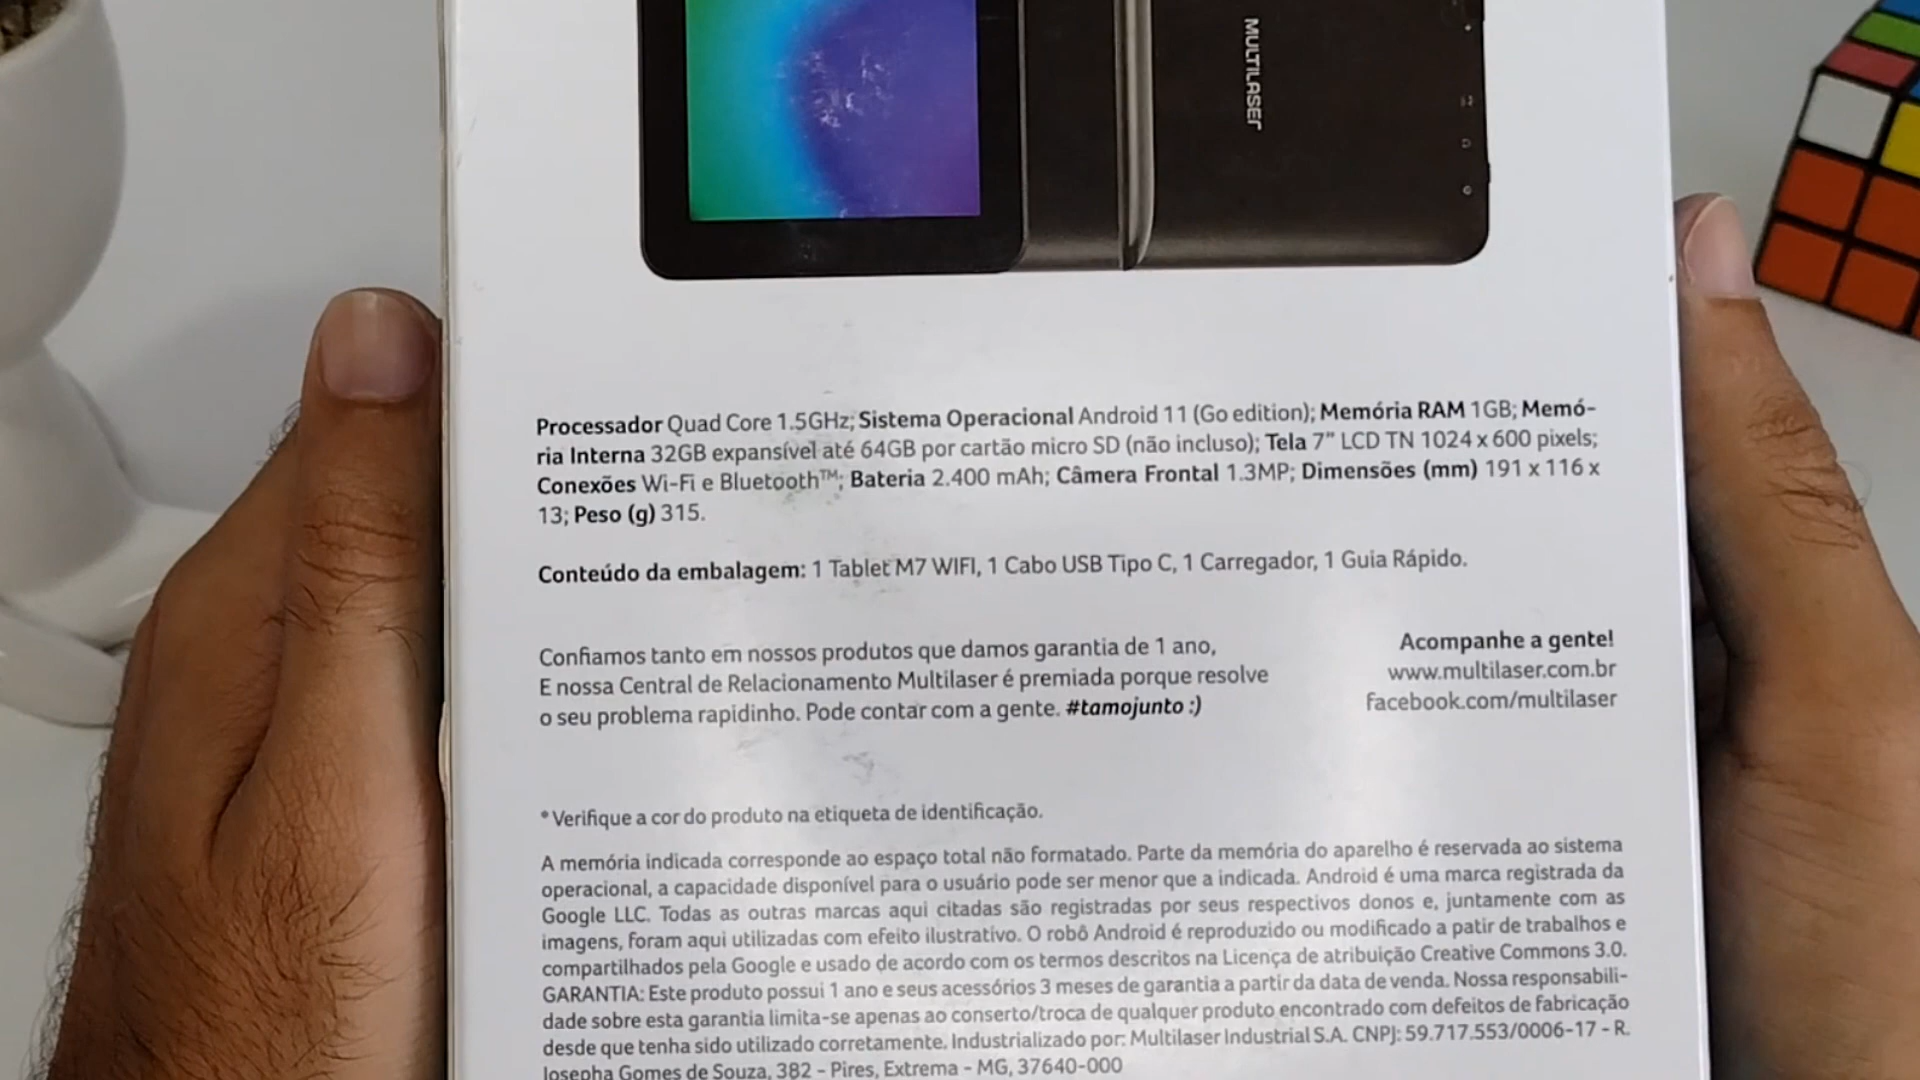 MULTILASER
Processador Quad Core 1.5GHz; Sistema Operacional Android 11 (Go edition); Memória RAM 1GB; Memó-
ria Interna 32GB expansível até 64GB por cartão micro SD (não incluso); Tela 7” LCD TN 1024 x 600 pixels;
Conexões Wi-Fi e Bluetooth™; Bateria 2.400 mAh; Câmera Frontal 1.3MP; Dimensões (mm) 191 x 116 x
13; Peso (g) 315.
Conteúdo da embalagem: 1 Tablet M7 WIFI, 1 Cabo USB Tipo C, 1 Carregador, 1 Guia Rápido.
Confiamos tanto em nossos produtos que damos garantia de 1 ano,
E nossa Central de Relacionamento Multilaser é premiada porque resolve
o seu problema rapidinho. Pode contar com a gente. #tamojunto :)
Acompanhe a gente!
www.multilaser.com.br
facebook.com/multilaser
* Verifique a cor do produto na etiqueta de identificação.
A memória indicada corresponde ao espaço total não formatado. Parte da memória do aparelho é reservada ao sistema
operacional, a capacidade disponível para o usuário pode ser menor que a indicada. Android é uma marca registrada da
Google LLC. Todas as outras marcas aqui citadas são registradas por seus respectivos donos e, juntamente com as
imagens, foram aqui utilizadas com efeito ilustrativo. O robô Android é reproduzido ou modificado a patir de trabalhos e
compartilhados pela Google e usado de acordo com os termos descritos na Licença de atribuição Creative Commons 3.0.
GARANTIA: Este produto possui 1 ano e seus acessórios 3 meses de garantia a partir da data de venda. Nossa responsabili-
dade sobre esta garantia limita-se apenas ao conserto/troca de qualquer produto encontrado com defeitos de fabricação
desde que tenha sido utilizado corretamente. Industrializado por: Multilaser Industrial S.A. CNPJ: 59.717.553/0006-17 - R.
Josepha Gomes de Souza, 382 - Pires, Extrema - MG, 37640-000